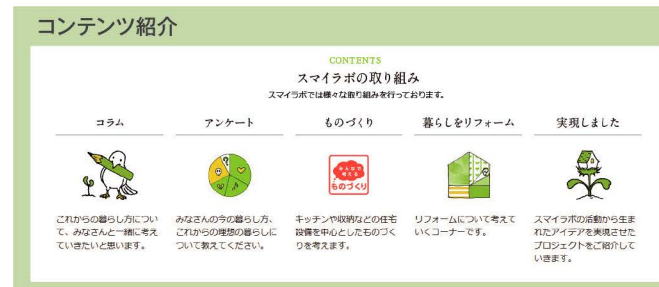 コンテンツ紹介
CONTENTS
スマイラボの取り組み
スマイラボでは様々な取り組みを行っております。
コラム
アンケート
ものづくり
暮らしをリフォーム
実現しました
みんなで
考える
ものづくり
これからの暮らし方につい
て、みなさんと一緒に考え
ていきたいと思います。
みなさんの今の暮らし方、
これからの理想の暮らしに
ついて教えてください。
キッチンや収納などの住宅
設備を中心としたものづく
りを考えます。
リフォームについて考えて
いくコーナーです。
スマイラボの活動から生ま
れたアイデアを実現させた
プロジェクトをご紹介して
いきます。